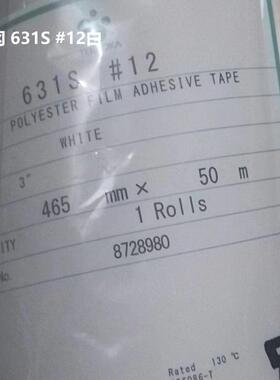 631S #12白
631S #12
POLYESTER FILM ADHESIVE TAPE
WHITE
3"
465 mm × 50 m
1 Rolls
ITY
8728980
No.
Rated 130 ℃